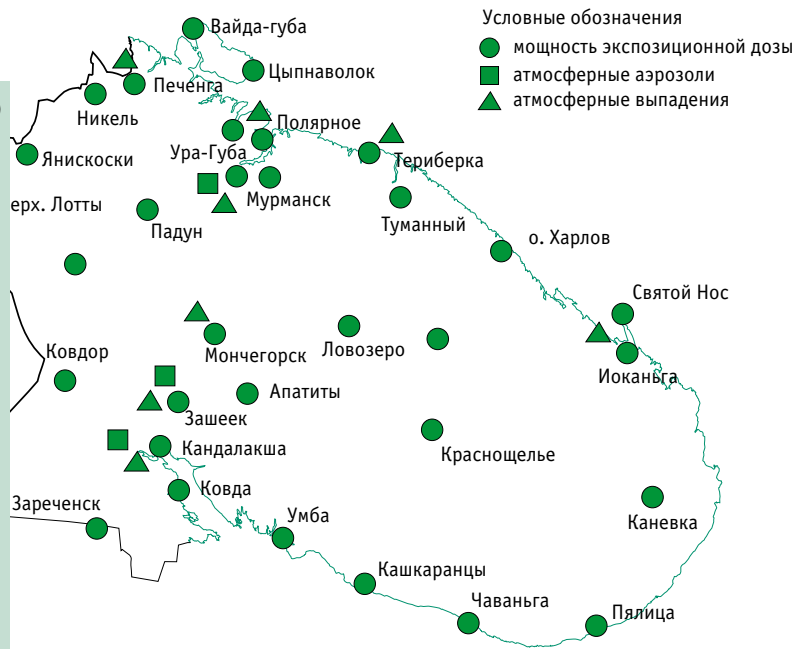 Условные обозначения
мощность экспозиционной дозы
атмосферные аэрозоли
атмосферные выпадения
Вайда-губа
Цыпнаволок
Печенга
Никель
Полярное
Ура-Губа
Териберка
Янискоски
Мурманск
Туманный
ерх. Лотты
Падун
о. Харлов
Святой Нос
Мончегорск
Ловозеро
Ковдор
Иоканьга
Апатиты
Зашеек
Кандалакша
Краснощелье
Ковда
Зареченск
Умба
Каневка
Кашкаранцы
Чаваньга
Пялица